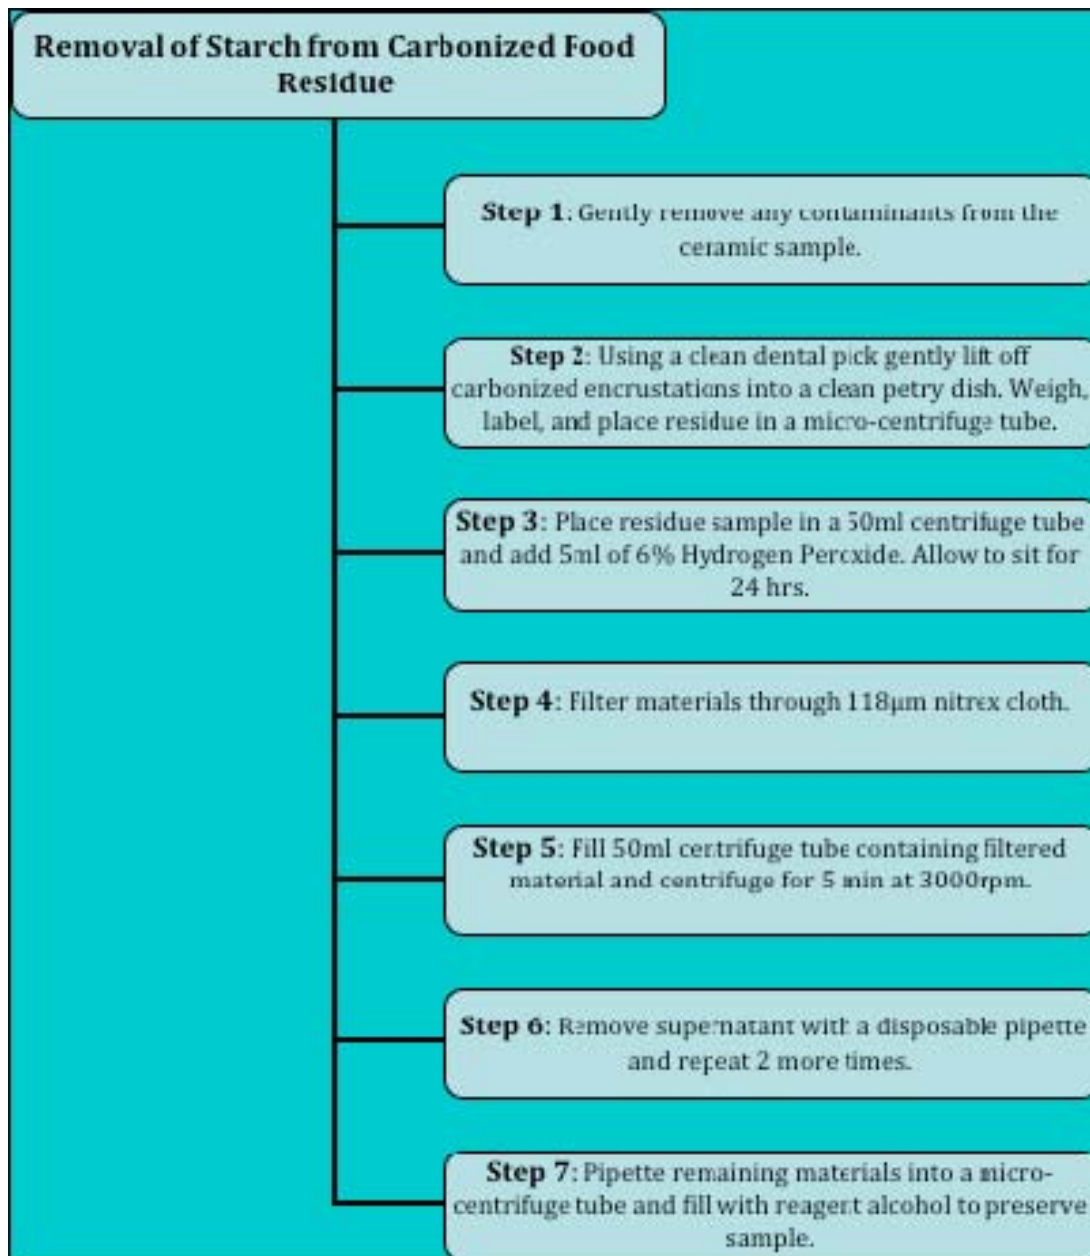 Removal of Starch from Carbonized Food
Residue
Step 1: Gently remove any contaminants from the
ceramic sample.
Step 2: Using a clean dental pick gently lift off
carbonized encrustations into a clean petry dish. Weigh,
label, and place residue in a micro-centrifuge tube.
Step 3: Place residue sample in a 50ml centrifuge tube
and add 5ml of 6% Hydrogen Peroxide. Allow to sit for
24 hrs.
Step 4: Filter materials through 118µm nitrex cloth.
Step 5: Fill 50ml centrifuge tube containing filtered
material and centrifuge for 5 min at 3000rpm.
Step 6: Remove supernatant with a disposable pipette
and repeat 2 more times.
Step 7: Pipette remaining materials into a micro-
centrifuge tube and fill with reagent alcohol to preserve
sample.